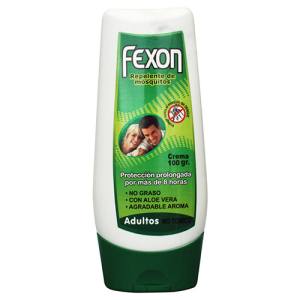 FEXON
Repelente de
mosquitos
Crema
100 gr.
Protección prolongada
por más de 8 horas
• NO GRASO
• CON ALOE VERA
• AGRADABLE AROMA
Adultos